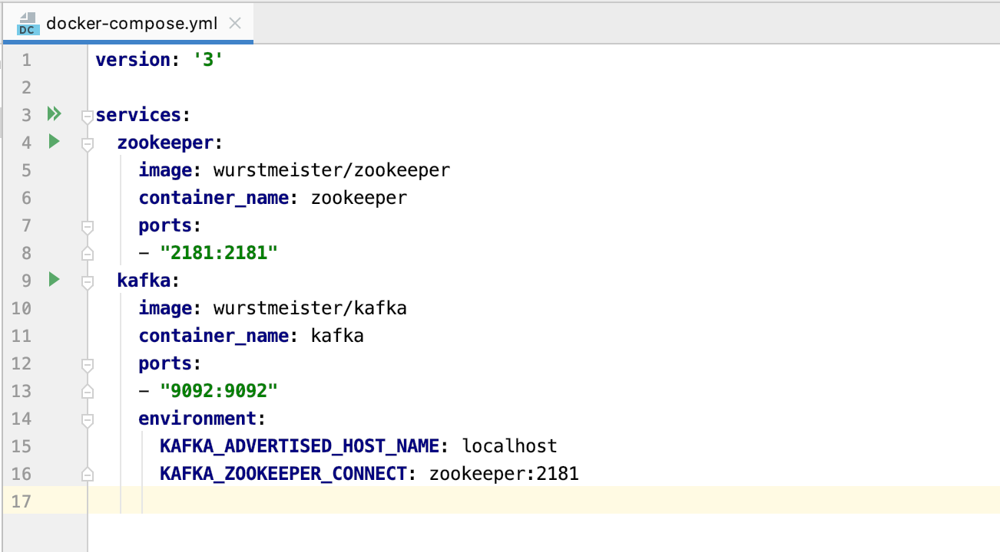 DC docker-compose.yml
1 version: '3'
2
3 services:
4   zookeeper:
5     image: wurstmeister/zookeeper
6     container_name: zookeeper
7     ports:
8     - "2181:2181"
9   kafka:
10     image: wurstmeister/kafka
11     container_name: kafka
12     ports:
13     - "9092:9092"
14     environment:
15       KAFKA_ADVERTISED_HOST_NAME: localhost
16       KAFKA_ZOOKEEPER_CONNECT: zookeeper:2181
17